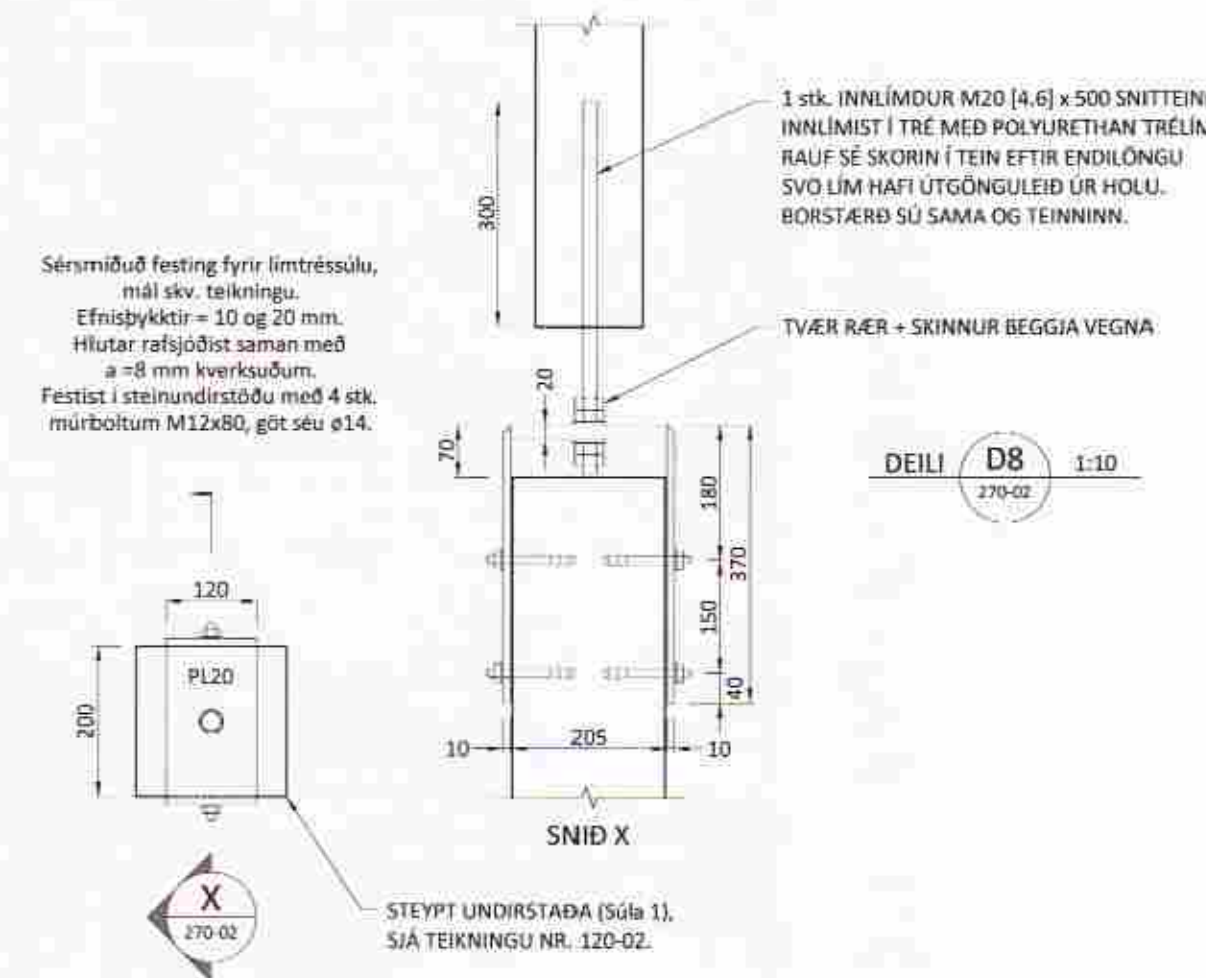 1 stk. INNLÍMDUR M20 [4.6] x 500 SNITTEINN
INNLÍMIST Í TRÉ MEÐ POLYURETHAN TRÉLÍM
RAUF SÉ SKORIN Í TEIN EFTIR ENDILÖNGU
SVO LÍM HAFI ÚTGÖNGULEIÐ ÚR HOLU.
BORSTÆRÐ SÚ SAMA OG TEINNINN.
300
Sérsmíðuð festing fyrir límtréssúlu,
mál skv. teikningu.
Efnisþykktir = 10 og 20 mm.
Hlutar rafsjóðist saman með
a =8 mm kverksuðum.
Festist í steinundirstöðu með 4 stk.
múrboltum M12x80, göt séu ø14.
TVÆR RÆR + SKINNUR BEGGJA VEGNA
20
70
180
370
150
40
10
205
10
SNIÐ X
DEILI
D8
270-02
1:10
120
PL20
200
X
270-02
STEYPT UNDIRSTAÐA (Súla 1),
SJÁ TEIKNINGU NR. 120-02.